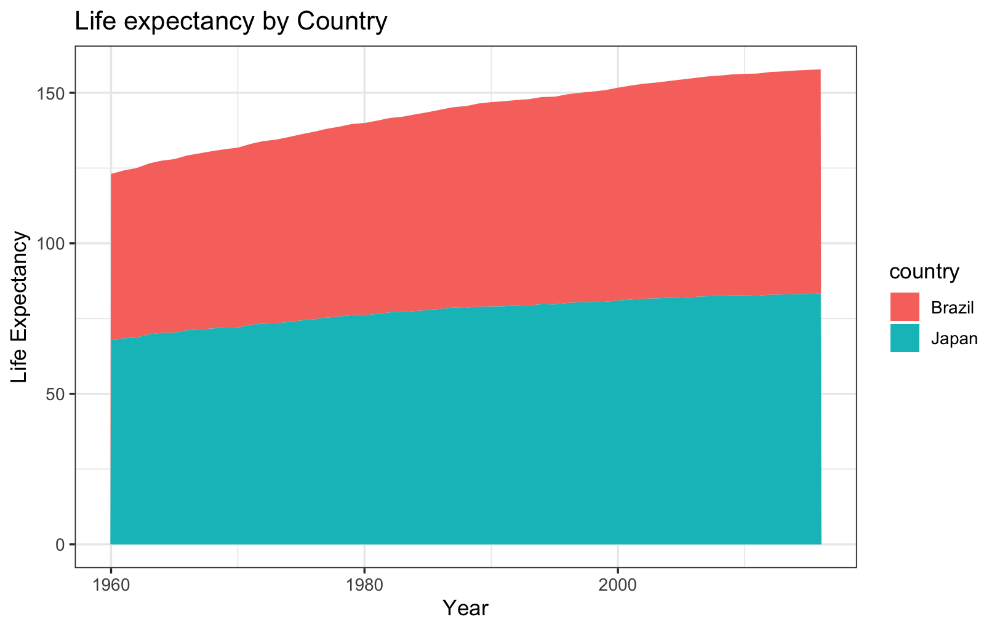 Life expectancy by Country
Life Expectancy
150
100
50
0
1960 1980 2000
Year
country
Brazil
Japan